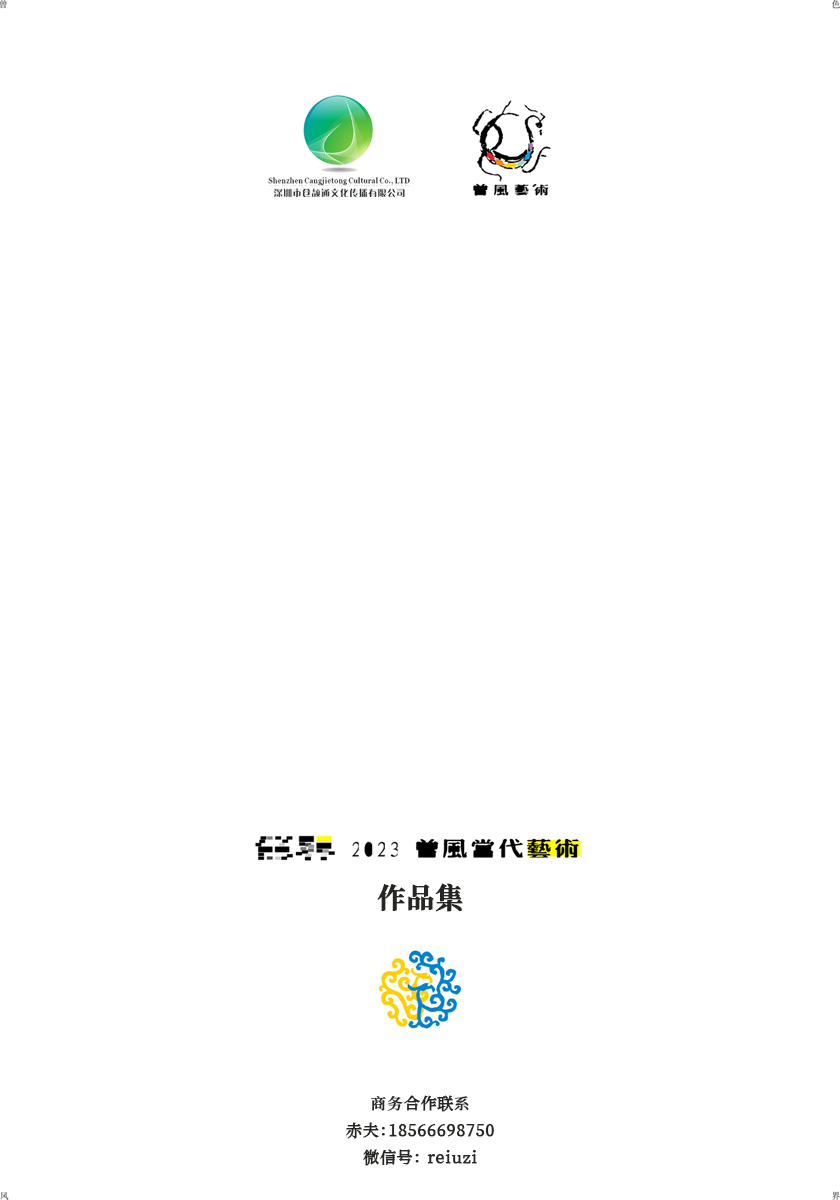 曾 色
Shenzhen Cangjietong Cultural Co., LTD
深圳市仓颉通文化传播有限公司
曾風藝術
2023 曾風當代藝術
作品集
商务合作联系
赤夫:18566698750
微信号: reiuzi
风 界